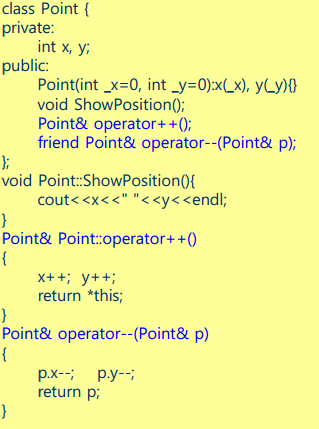 class Point {
private:
int x, y;
public:
Point(int _x=0, int _y=0):x(_x), y(_y){}
void ShowPosition();
Point& operator++();
friend Point& operator--(Point& p);
};
void Point::ShowPosition(){
cout<<x<<" "<<y<<endl;
}
Point& Point::operator++()
{
x++; y++;
return *this;
}
Point& operator--(Point& p)
{
p.x--; p.y--;
return p;
}